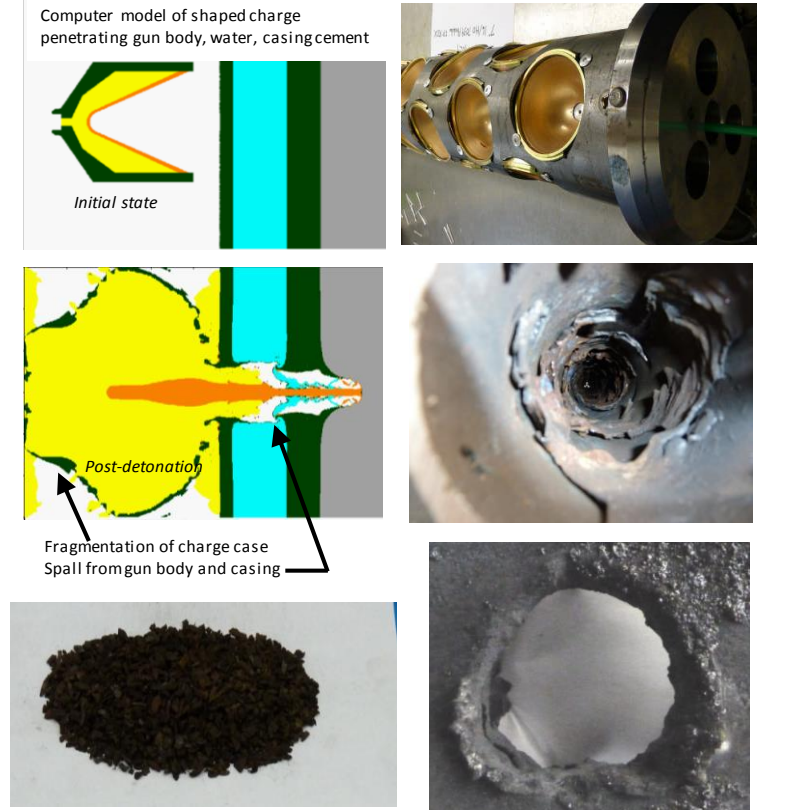 Computer model of shaped charge
penetrating gun body, water, casing cement
Initial state
Post-detonation
Fragmentation of charge case
Spall from gun body and casing